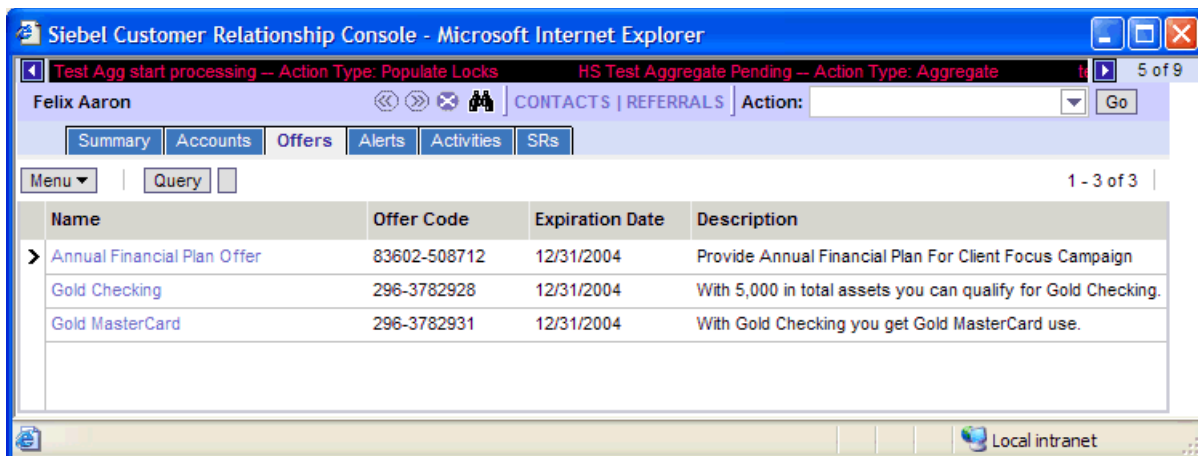 Siebel Customer Relationship Console - Microsoft Internet Explorer
Test Agg start processing -- Action Type: Populate Locks HS Test Aggregate Pending -- Action Type: Aggregate te 5 of 9
Felix Aaron CONTACTS | REFERRALS Action: Go
Summary Accounts Offers Alerts Activities SRs
Menu Query 1 - 3 of 3
Name Offer Code Expiration Date Description
Annual Financial Plan Offer 83602-508712 12/31/2004 Provide Annual Financial Plan For Client Focus Campaign
Gold Checking 296-3782928 12/31/2004 With 5,000 in total assets you can qualify for Gold Checking.
Gold MasterCard 296-3782931 12/31/2004 With Gold Checking you get Gold MasterCard use.
Local intranet